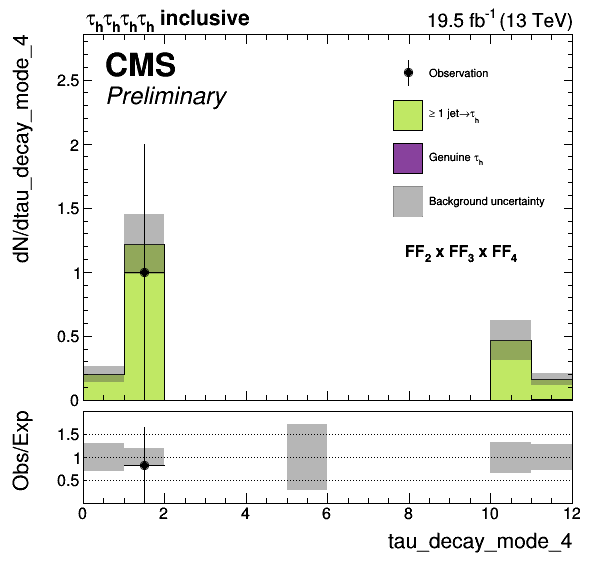 τhτhτhτh inclusive
19.5 fb-1 (13 TeV)
CMS
Preliminary
dN/dtau_decay_mode_4
2.5
2
1.5
1
0.5
0
Observation
≥ 1 jet→τh
Genuine τh
Background uncertainty
FF2 x FF3 x FF4
Obs/Exp
1.5
1
0.5
0 2 4 6 8 10 12
tau_decay_mode_4